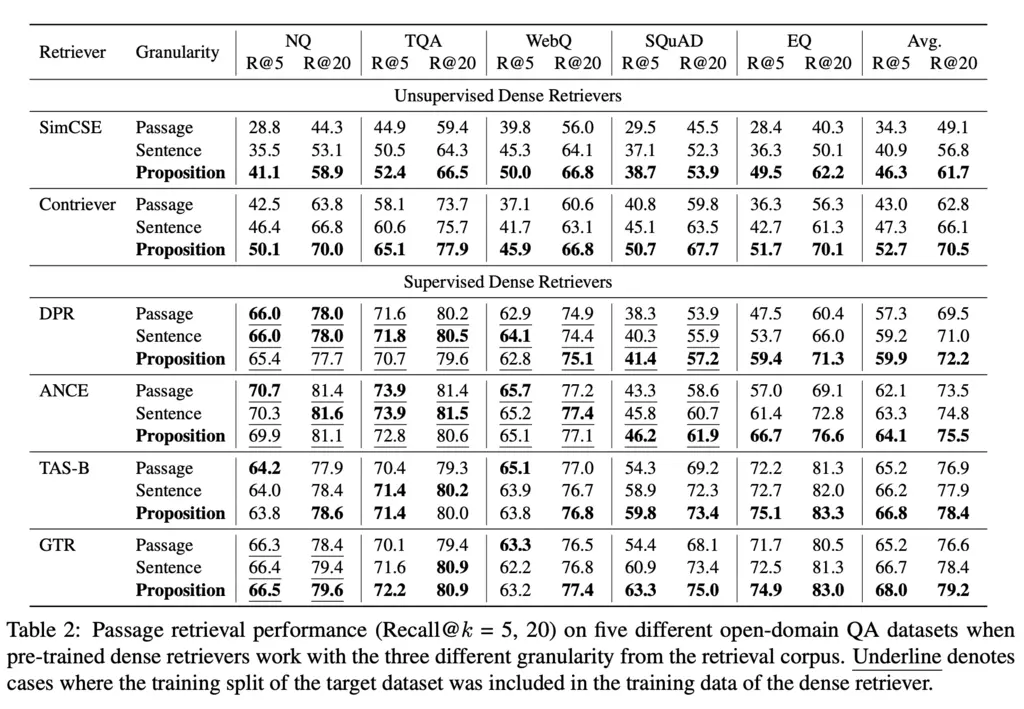 Retriever Granularity NQ TQA WebQ SQuAD EQ Avg.
R@5 R@20 R@5 R@20 R@5 R@20 R@5 R@20 R@5 R@20 R@5 R@20
Unsupervised Dense Retrievers
SimCSE Passage 28.8 44.3 44.9 59.4 39.8 56.0 29.5 45.5 28.4 40.3 34.3 49.1
Sentence 35.5 53.1 50.5 64.3 45.3 64.1 37.1 52.3 36.3 50.1 40.9 56.8
Proposition 41.1 58.9 52.4 66.5 50.0 66.8 38.7 53.9 49.5 62.2 46.3 61.7
Contriever Passage 42.5 63.8 58.1 73.7 37.1 60.6 40.8 59.8 36.3 56.3 43.0 62.8
Sentence 46.4 66.8 60.6 75.7 41.7 63.1 45.1 63.5 42.7 61.3 47.3 66.1
Proposition 50.1 70.0 65.1 77.9 45.9 66.8 50.7 67.7 51.7 70.1 52.7 70.5
Supervised Dense Retrievers
DPR Passage 66.0 78.0 71.6 80.2 62.9 74.9 38.3 53.9 47.5 60.4 57.3 69.5
Sentence 66.0 78.0 71.8 80.5 64.1 74.4 40.3 55.9 53.7 66.0 59.2 71.0
Proposition 65.4 77.7 70.7 79.6 62.8 75.1 41.4 57.2 59.4 71.3 59.9 72.2
ANCE Passage 70.7 81.4 73.9 81.4 65.7 77.2 43.3 58.6 57.0 69.1 62.1 73.5
Sentence 70.3 81.6 73.9 81.5 65.2 77.4 45.8 60.7 61.4 72.8 63.3 74.8
Proposition 69.9 81.1 72.8 80.6 65.1 77.1 46.2 61.9 66.7 76.6 64.1 75.5
TAS-B Passage 64.2 77.9 70.4 79.3 65.1 77.0 54.3 69.2 72.2 81.3 65.2 76.9
Sentence 64.0 78.4 71.4 80.2 63.9 76.7 58.9 72.3 72.7 82.0 66.2 77.9
Proposition 63.8 78.6 71.4 80.0 63.8 76.8 59.8 73.4 75.1 83.3 66.8 78.4
GTR Passage 66.3 78.4 70.1 79.4 63.3 76.5 54.4 68.1 71.7 80.5 65.2 76.6
Sentence 66.4 79.4 71.6 80.9 62.2 76.8 60.9 73.4 72.5 81.3 66.7 78.4
Proposition 66.5 79.6 72.2 80.9 63.2 77.4 63.3 75.0 74.9 83.0 68.0 79.2
Table 2: Passage retrieval performance (Recall@k = 5, 20) on five different open-domain QA datasets when
pre-trained dense retrievers work with the three different granularity from the retrieval corpus. Underline denotes
cases where the training split of the target dataset was included in the training data of the dense retriever.